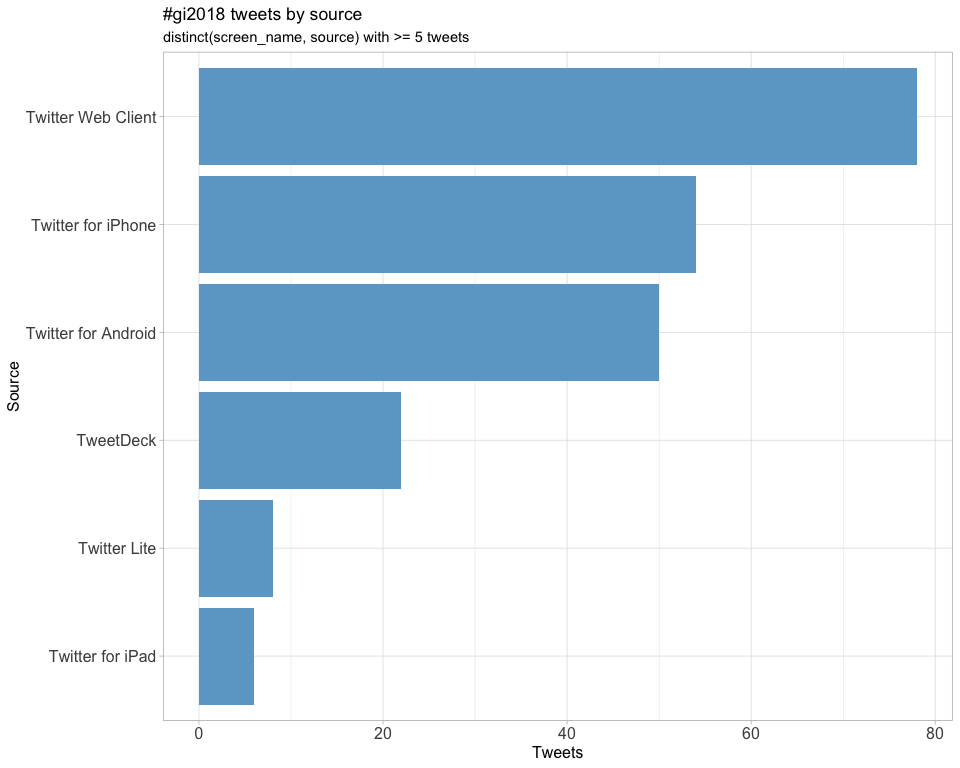 #gi2018 tweets by source
distinct(screen_name, source) with >= 5 tweets
Source
Twitter Web Client
Twitter for iPhone
Twitter for Android
TweetDeck
Twitter Lite
Twitter for iPad
0 20 40 60 80
Tweets